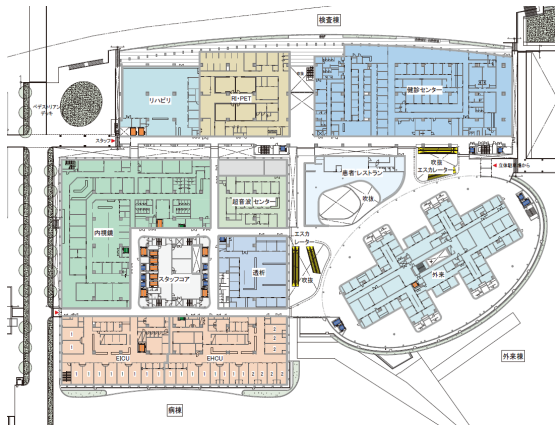 検査棟
ペデストリアン
デッキ
リハビリ
RI・PET
健診センター
スタッフ
吹抜
エスカレーター
立体駐車場から
患者レストラン
吹抜
超音波センター
内視鏡
エスカ
レーター
スタッフコア
透析
吹抜
外来
EICU
EHCU
外来棟
病棟